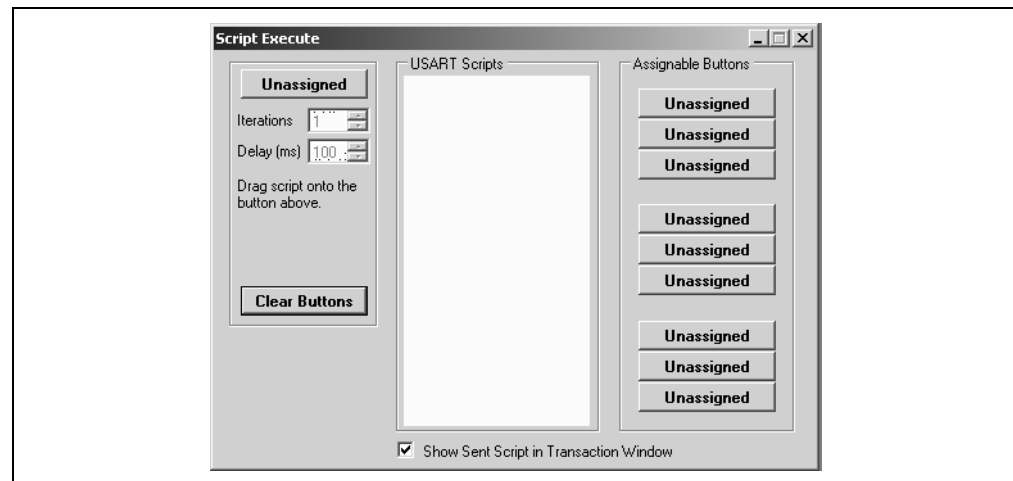 Script Execute
Unassigned
Iterations 1
Delay (ms) 100
Drag script onto the
button above.
Clear Buttons
USART Scripts
Assignable Buttons
Unassigned
Unassigned
Unassigned
Unassigned
Unassigned
Unassigned
Unassigned
Unassigned
Unassigned
Show Sent Script in Transaction Window